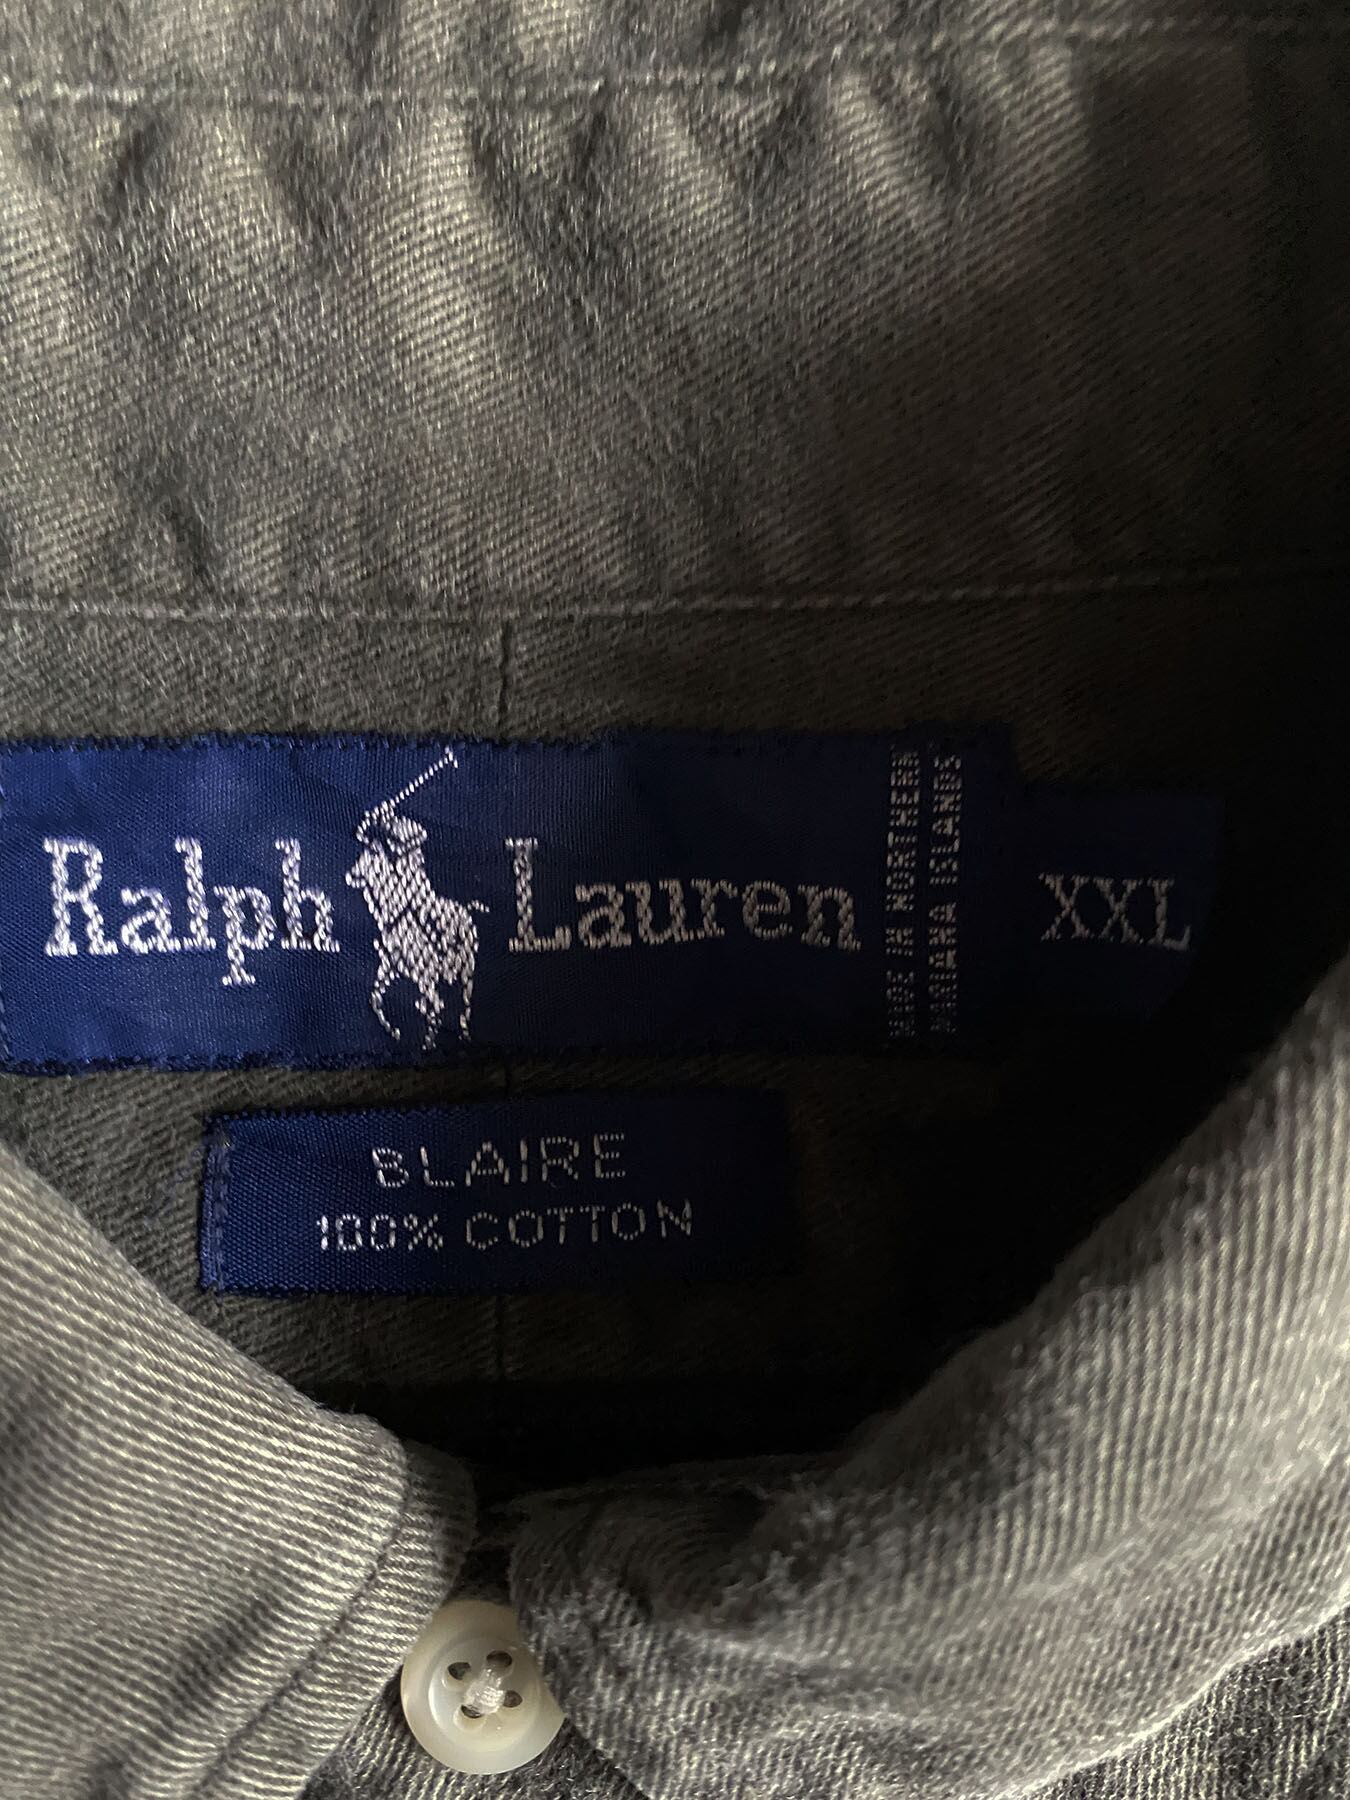 Ralph Lauren
MADE IN NORTHERN
MARIANA ISLANDS
XXL
BLAIRE
100% COTTON